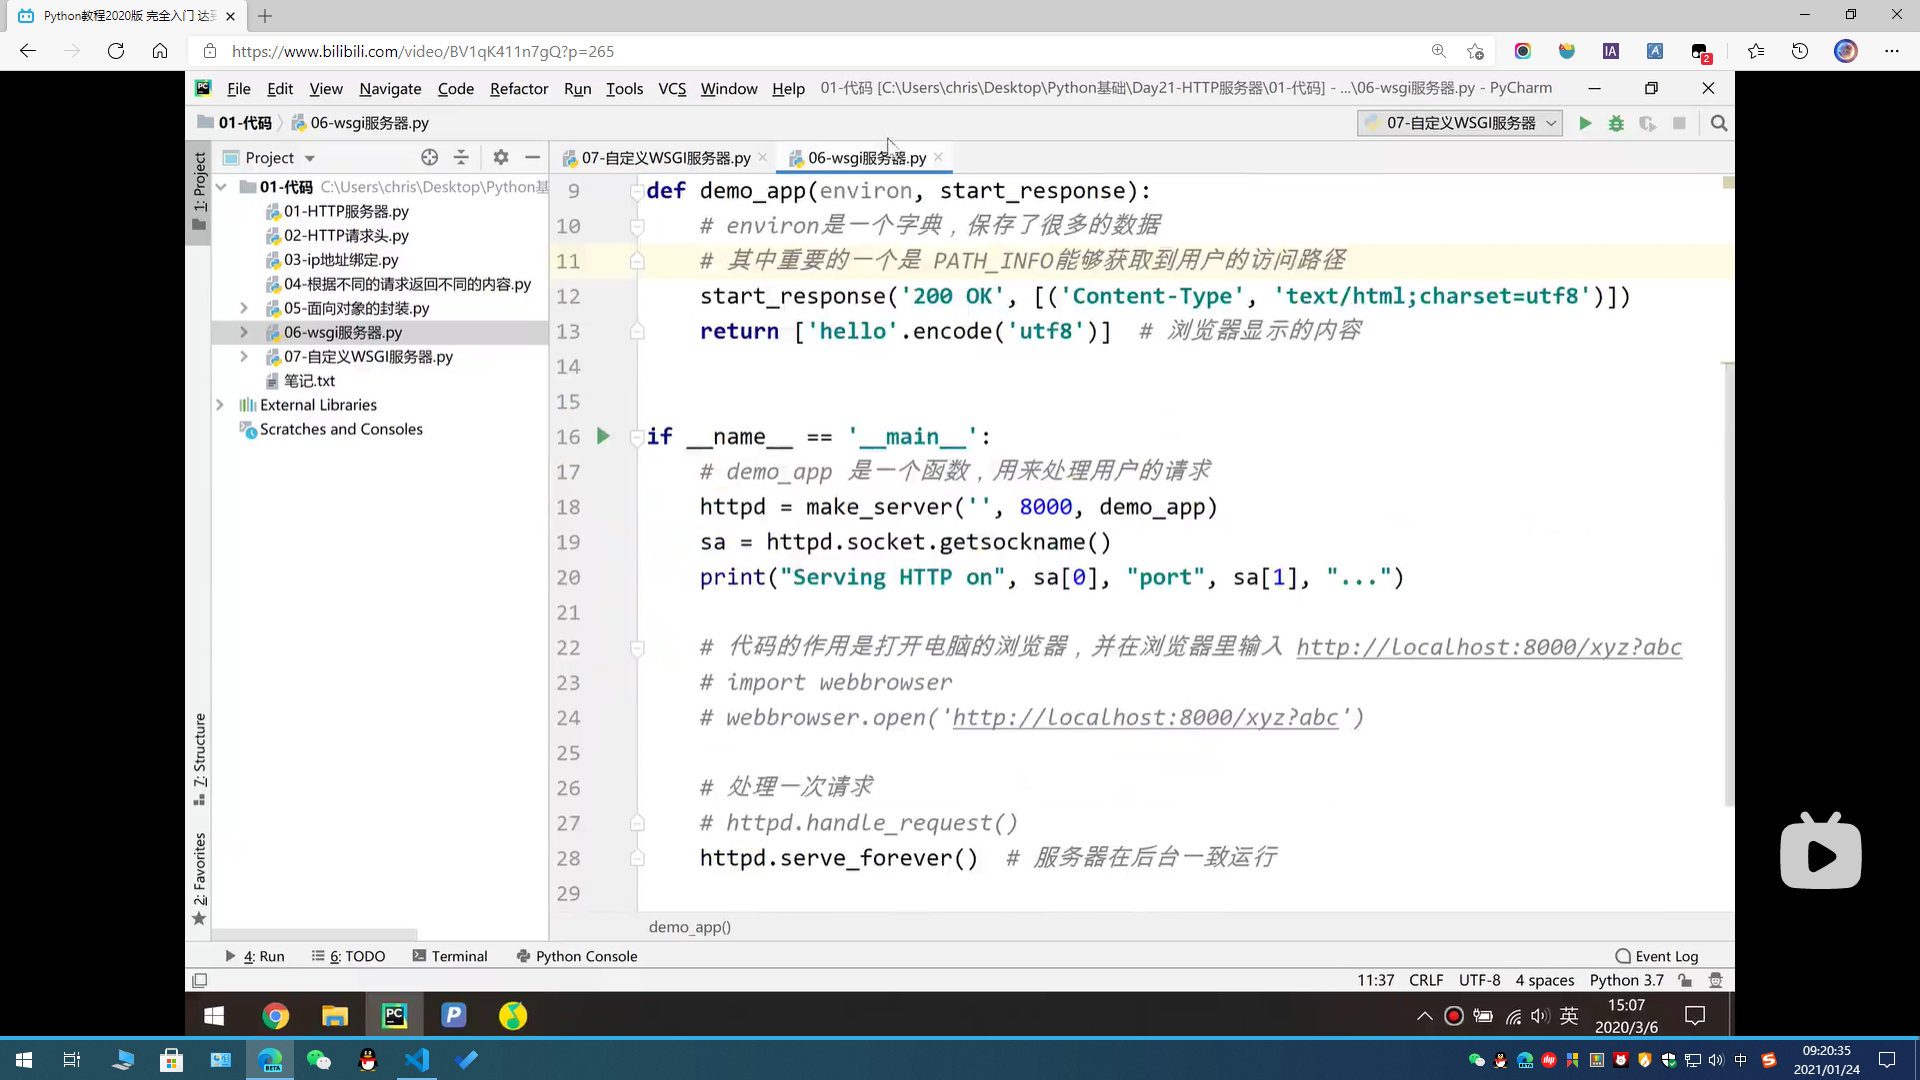 Python教程2020版 完全入门 达
https://www.bilibili.com/video/BV1qK411n7gQ?p=265
IA
A
2
PC
File Edit View Navigate Code Refactor Run Tools VCS Window Help 01-代码 [C:\Users\chris\Desktop\Python基础\Day21-HTTP服务器\01-代码] - ...\06-wsgi服务器.py - PyCharm
01-代码 06-wsgi服务器.py
07-自定义WSGI服务器
1: Project
Project
07-自定义WSGI服务器.py
06-wsgi服务器.py
01-代码 C:\Users\chris\Desktop\Python基
01-HTTP服务器.py
02-HTTP请求头.py
03-ip地址绑定.py
04-根据不同的请求返回不同的内容.py
05-面向对象的封装.py
06-wsgi服务器.py
07-自定义WSGI服务器.py
笔记.txt
External Libraries
Scratches and Consoles
7: Structure
2: Favorites
9 def demo_app(environ, start_response):
10 # environ是一个字典，保存了很多的数据
11 # 其中重要的一个是 PATH_INFO能够获取到用户的访问路径
12 start_response('200 OK', [('Content-Type', 'text/html;charset=utf8')])
13 return ['hello'.encode('utf8')] # 浏览器显示的内容
14
15
16 if __name__ == '__main__':
17 # demo_app 是一个函数，用来处理用户的请求
18 httpd = make_server('', 8000, demo_app)
19 sa = httpd.socket.getsockname()
20 print("Serving HTTP on", sa[0], "port", sa[1], "...")
21
22 # 代码的作用是打开电脑的浏览器，并在浏览器里输入 http://localhost:8000/xyz?abc
23 # import webbrowser
24 # webbrowser.open('http://localhost:8000/xyz?abc')
25
26 # 处理一次请求
27 # httpd.handle_request()
28 httpd.serve_forever() # 服务器在后台一致运行
29
demo_app()
4: Run 6: TODO Terminal Python Console Event Log
11:37 CRLF UTF-8 4 spaces Python 3.7
PC
P
英
15:07
2020/3/6
BETA
中
S
09:20:35
2021/01/24